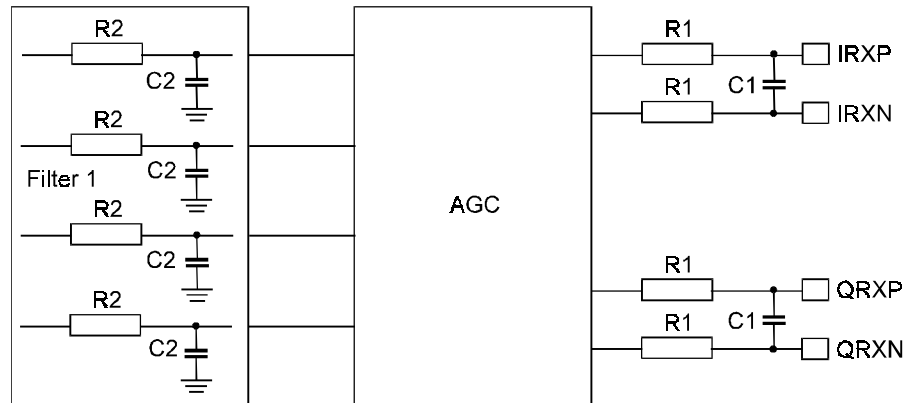 R2
C2
R2
C2
Filter 1
R2
C2
R2
C2
AGC
R1
IRXP
R1
C1
IRXN
R1
QRXP
R1
C1
QRXN